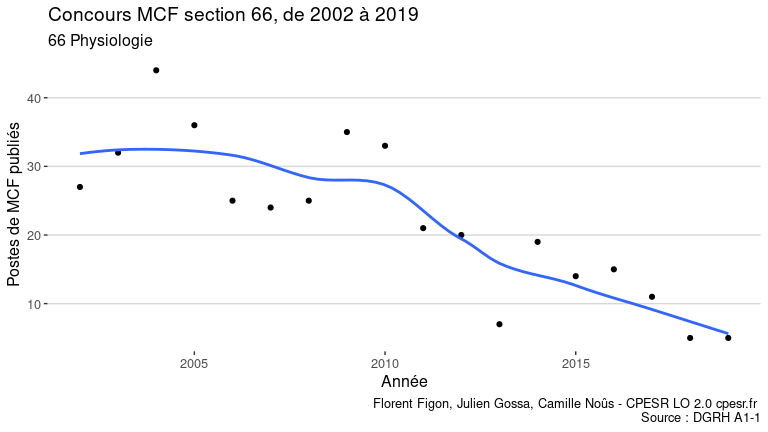 Concours MCF section 66, de 2002 à 2019
66 Physiologie
Postes de MCF publiés
40
30
20
10
2005 2010 2015
Année
Florent Figon, Julien Gossa, Camille Noûs - CPESR LO 2.0 cpesr.fr
Source : DGRH A1-1